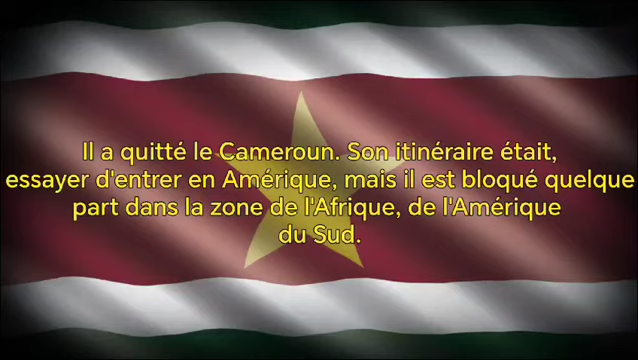 Il a quitté le Cameroun. Son itinéraire était,
essayer d'entrer en Amérique, mais il est bloqué quelque
part dans la zone de l'Afrique, de l'Amérique
du Sud.